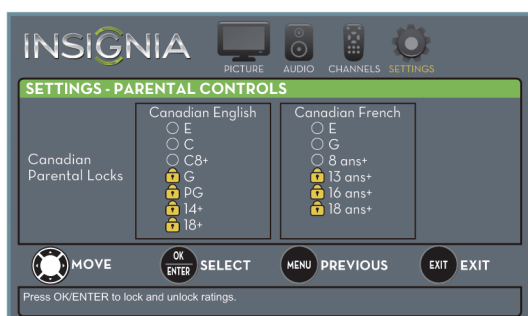 INSIGNIA
PICTURE AUDIO CHANNELS SETTINGS
SETTINGS - PARENTAL CONTROLS
Canadian Parental Locks
Canadian English
E
C
C8+
G
PG
14+
18+
Canadian French
E
G
8 ans+
13 ans+
16 ans+
18 ans+
MOVE
OK
ENTER SELECT
MENU PREVIOUS
EXIT EXIT
Press OK/ENTER to lock and unlock ratings.